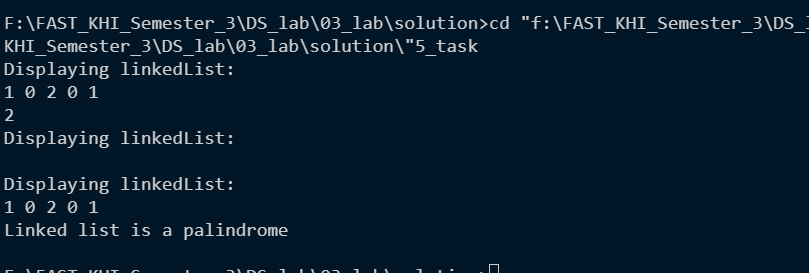 F:\FAST_KHI_Semester_3\DS_lab\03_lab\solution>cd "f:\FAST_KHI_Semester_3\DS_
KHI_Semester_3\DS_lab\03_lab\solution\"5_task
Displaying linkedList:
1 0 2 0 1
2
Displaying linkedList:
Displaying linkedList:
1 0 2 0 1
Linked list is a palindrome
F:\FAST_KHI_Semester_3\DS_lab\03_lab\solution>